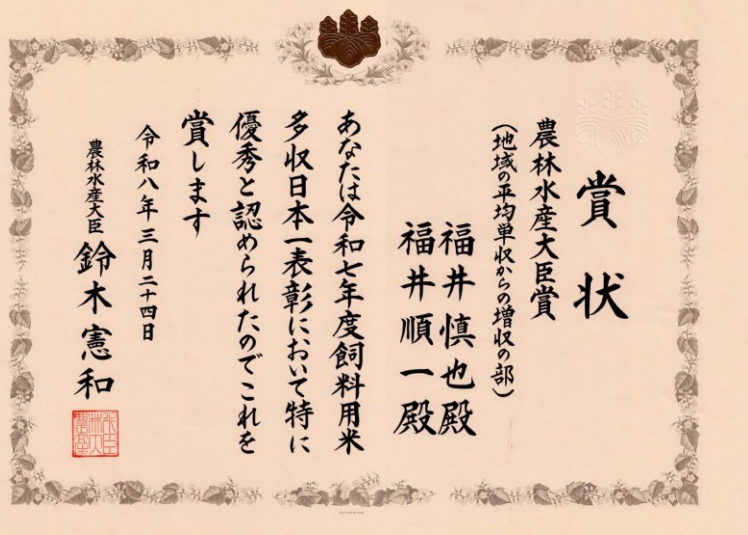 賞状
農林水産大臣賞
(地域の平均単収からの増収の部)
福井慎也殿
福井順一殿
あなたは令和七年度飼料用米
多収日本一表彰において特に
優秀と認められたのでこれを
賞します
令和八年三月二十四日
農林水産大臣 鈴木憲和